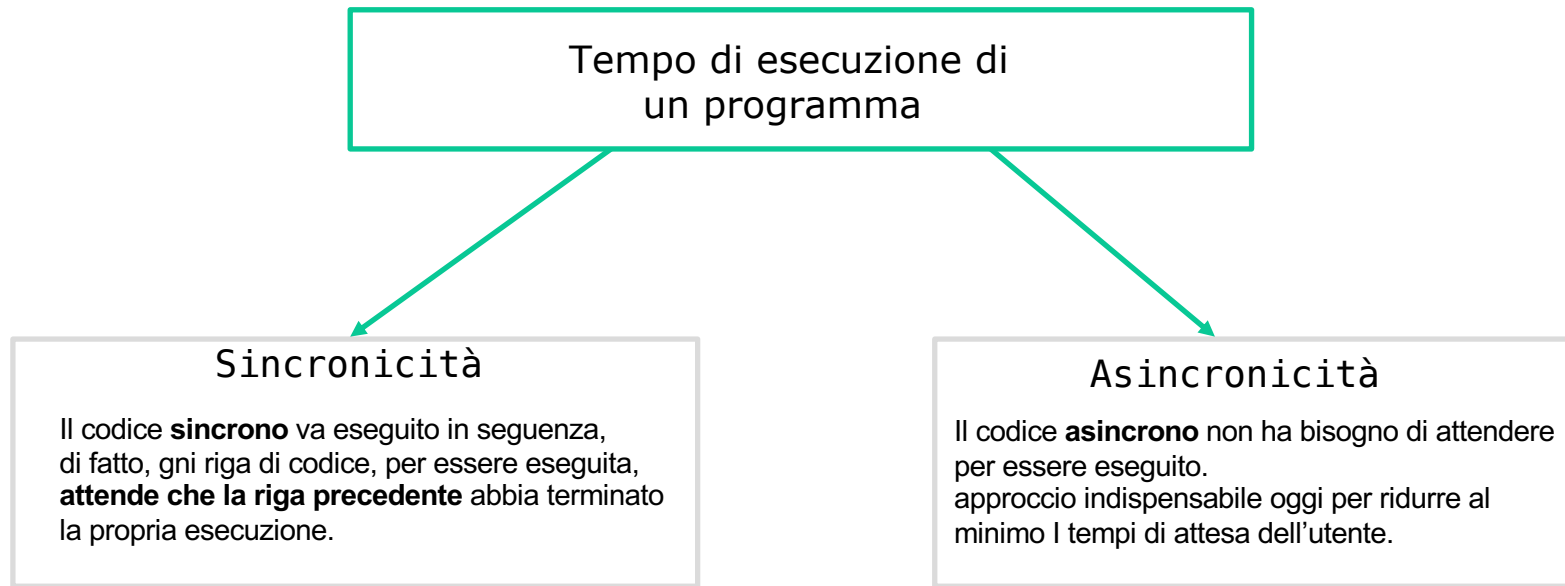 Tempo di esecuzione di
un programma
Sincronicità
Il codice sincrono va eseguito in seguenza,
di fatto, gni riga di codice, per essere eseguita,
attende che la riga precedente abbia terminato
la propria esecuzione.
Asincronicità
Il codice asincrono non ha bisogno di attendere
per essere eseguito.
approccio indispensabile oggi per ridurre al
minimo I tempi di attesa dell’utente.